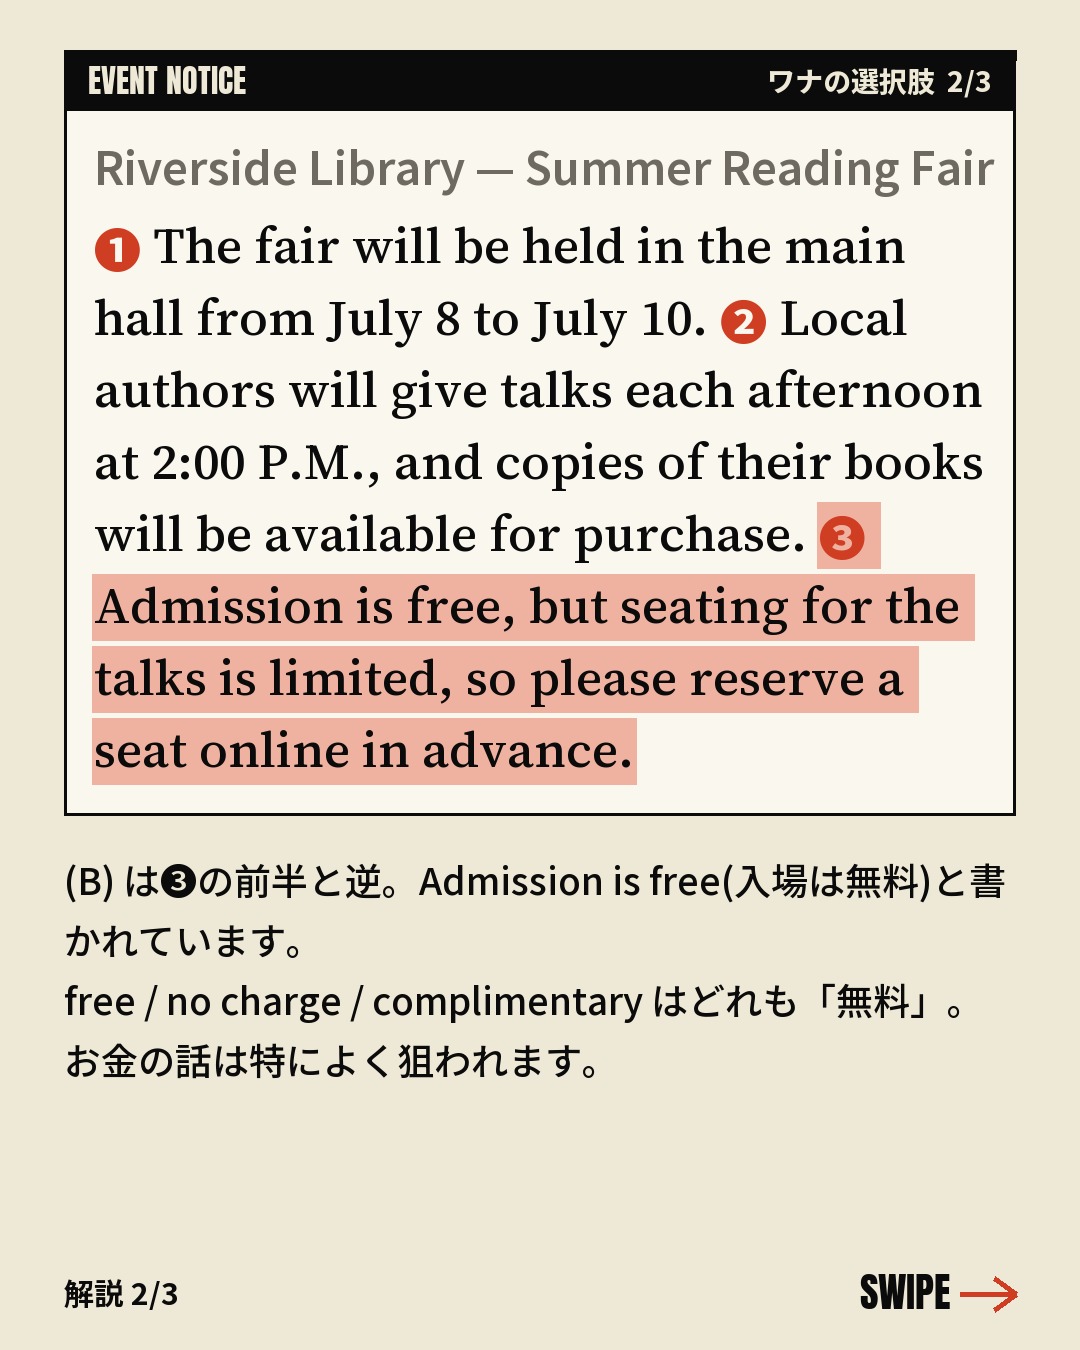 EVENT NOTICE
ワナの選択肢 2/3
Riverside Library — Summer Reading Fair
❶ The fair will be held in the main
hall from July 8 to July 10. ❷ Local
authors will give talks each afternoon
at 2:00 P.M., and copies of their books
will be available for purchase. ❸
Admission is free, but seating for the
talks is limited, so please reserve a
seat online in advance.
(B) は❸の前半と逆。Admission is free(入場は無料)と書
かれています。
free / no charge / complimentary はどれも「無料」。
お金の話は特によく狙われます。
解説 2/3
SWIPE →